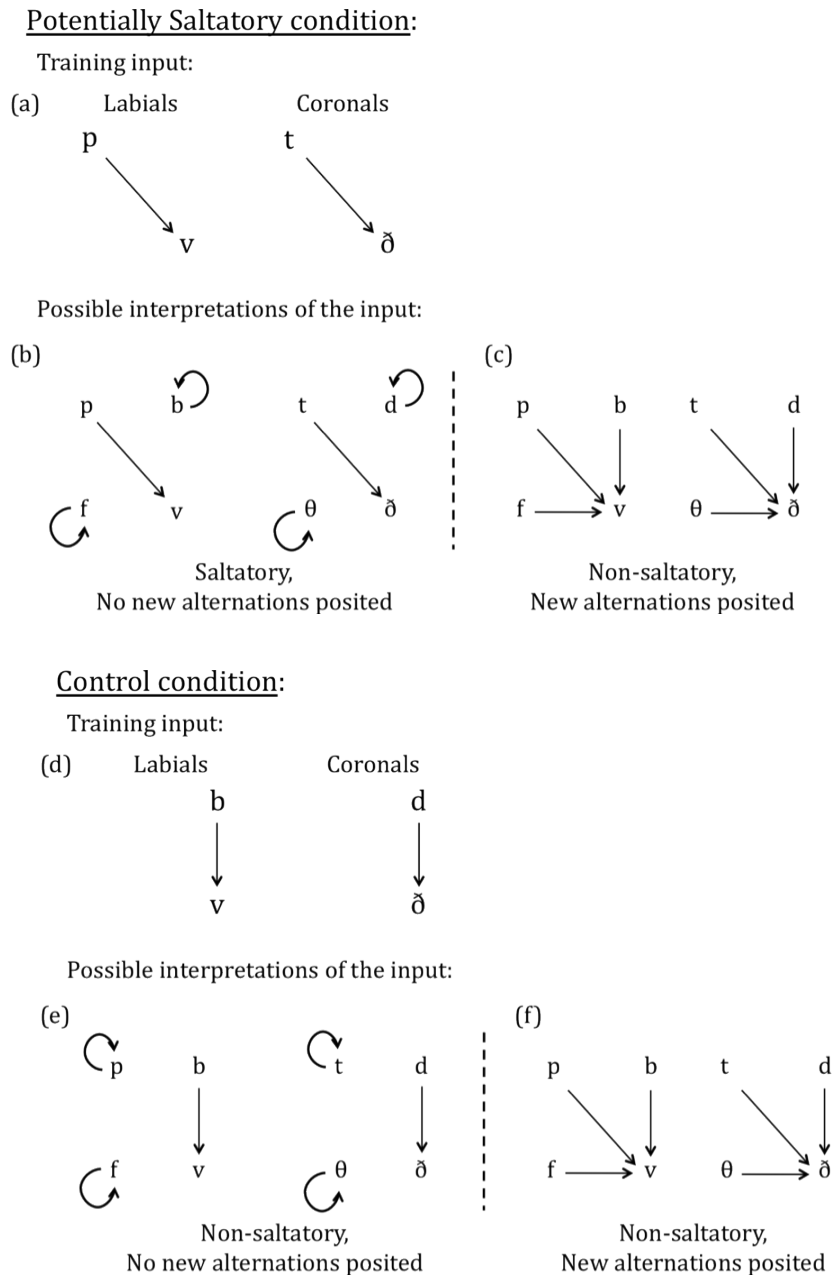 Potentially Saltatory condition:
Training input:
(a) Labials Coronals
p t
v ð
Possible interpretations of the input:
(b) (c)
p b t d p b t d
f v θ ð f v θ ð
Saltatory, Non-saltatory,
No new alternations posited New alternations posited
Control condition:
Training input:
(d) Labials Coronals
b d
v ð
Possible interpretations of the input:
(e) (f)
p b t d p b t d
f v θ ð f v θ ð
Non-saltatory, Non-saltatory,
No new alternations posited New alternations posited